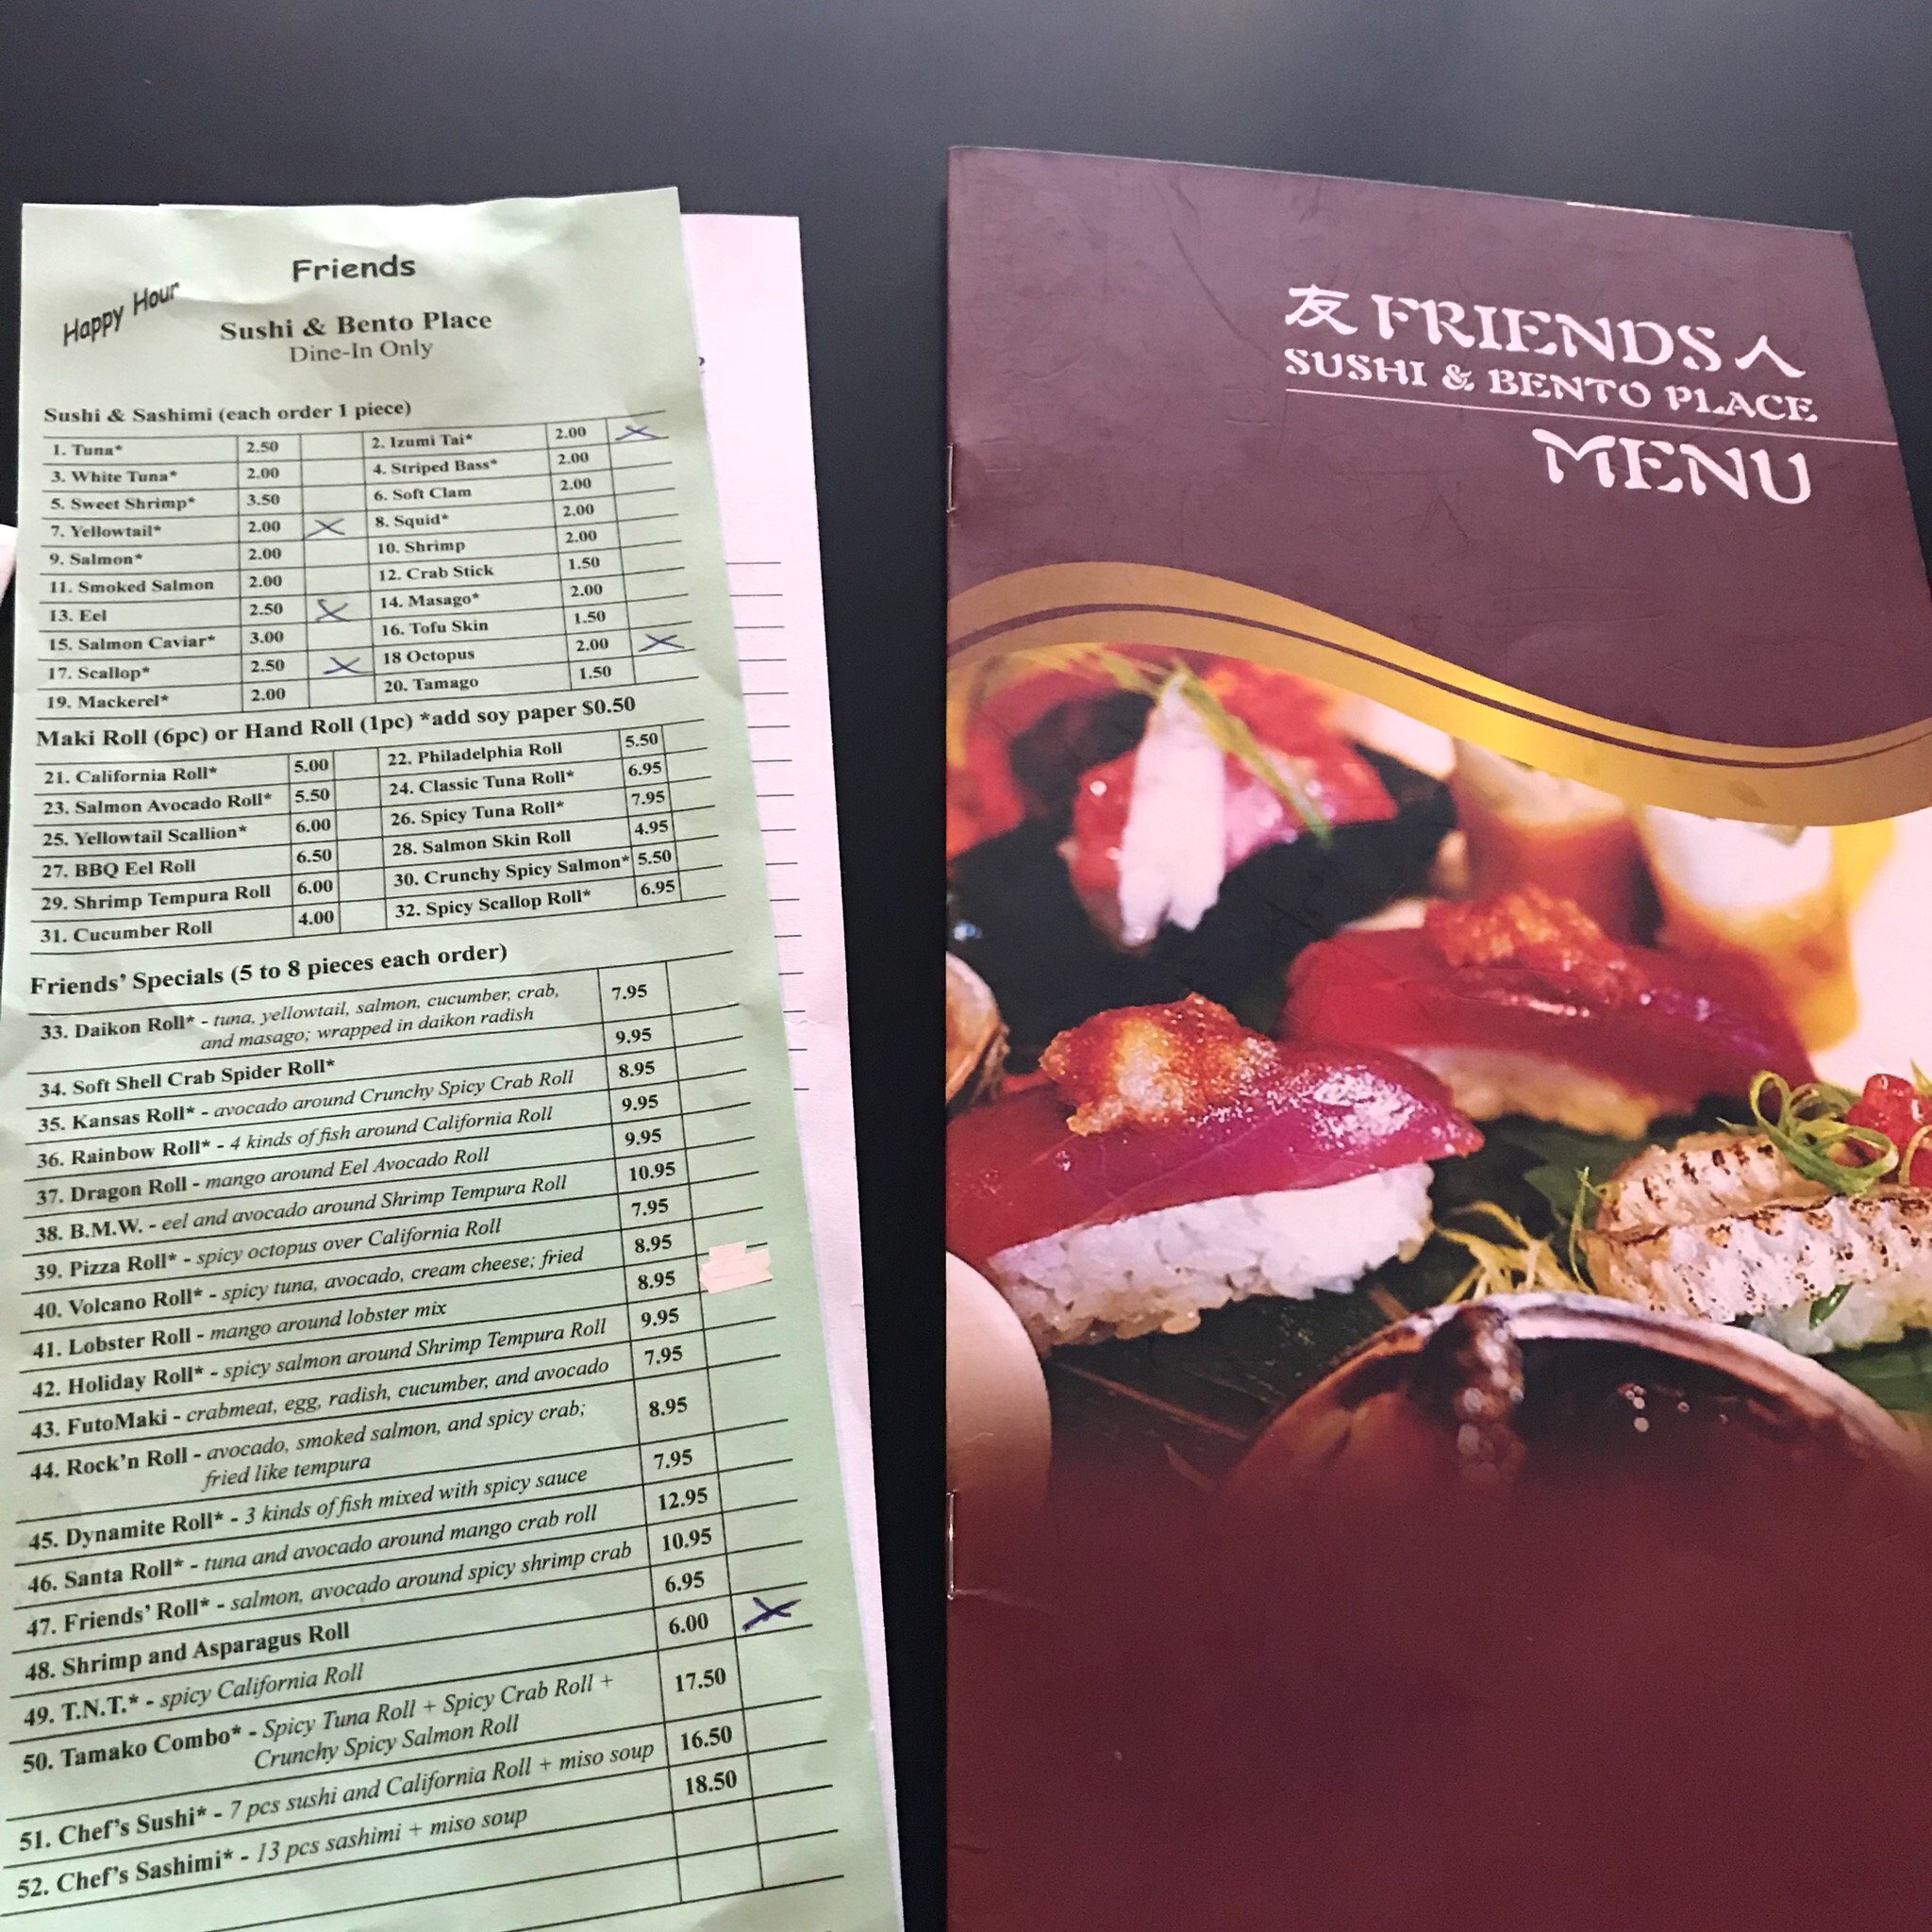 Friends
Happy Hour
Sushi & Bento Place
Dine-In Only
Sushi & Sashimi (each order 1 piece)
1. Tuna* 2.50 2. Izumi Tai* 2.00 X
3. White Tuna* 2.00 4. Striped Bass* 2.00
5. Sweet Shrimp* 3.50 6. Soft Clam 2.00
7. Yellowtail* 2.00 X 8. Squid* 2.00
9. Salmon* 2.00 10. Shrimp 2.00
11. Smoked Salmon 2.00 12. Crab Stick 1.50
13. Eel 2.50 X 14. Masago* 2.00
15. Salmon Caviar* 3.00 16. Tofu Skin 1.50
17. Scallop* 2.50 X 18 Octopus 2.00 X
19. Mackerel* 2.00 20. Tamago 1.50
Maki Roll (6pc) or Hand Roll (1pc) *add soy paper $0.50
21. California Roll* 5.00 22. Philadelphia Roll 5.50
23. Salmon Avocado Roll* 5.50 24. Classic Tuna Roll* 6.95
25. Yellowtail Scallion* 6.00 26. Spicy Tuna Roll* 7.95
27. BBQ Eel Roll 6.50 28. Salmon Skin Roll 4.95
29. Shrimp Tempura Roll 6.00 30. Crunchy Spicy Salmon* 5.50
31. Cucumber Roll 4.00 32. Spicy Scallop Roll* 6.95
Friends' Specials (5 to 8 pieces each order)
33. Daikon Roll* - tuna, yellowtail, salmon, cucumber, crab, 7.95
and masago; wrapped in daikon radish
34. Soft Shell Crab Spider Roll* 9.95
35. Kansas Roll* - avocado around Crunchy Spicy Crab Roll 8.95
36. Rainbow Roll* - 4 kinds of fish around California Roll 9.95
37. Dragon Roll - mango around Eel Avocado Roll 9.95
38. B.M.W. - eel and avocado around Shrimp Tempura Roll 10.95
39. Pizza Roll* - spicy octopus over California Roll 7.95
40. Volcano Roll* - spicy tuna, avocado, cream cheese; fried 8.95
41. Lobster Roll - mango around lobster mix 8.95
42. Holiday Roll* - spicy salmon around Shrimp Tempura Roll 9.95
43. FutoMaki - crabmeat, egg, radish, cucumber, and avocado 7.95
44. Rock'n Roll - avocado, smoked salmon, and spicy crab; 8.95
fried like tempura
45. Dynamite Roll* - 3 kinds of fish mixed with spicy sauce 7.95
46. Santa Roll* - tuna and avocado around mango crab roll 12.95
47. Friends' Roll* - salmon, avocado around spicy shrimp crab 10.95
48. Shrimp and Asparagus Roll 6.95
49. T.N.T.* - spicy California Roll 6.00 X
50. Tamako Combo* - Spicy Tuna Roll + Spicy Crab Roll + 17.50
Crunchy Spicy Salmon Roll
51. Chef's Sushi* - 7 pcs sushi and California Roll + miso soup 16.50
52. Chef's Sashimi* - 13 pcs sashimi + miso soup 18.50
友 FRIENDS 人
SUSHI & BENTO PLACE
MENU